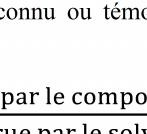 connu ou témo
par le compo
que par le solv